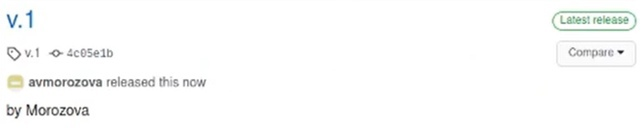 v.1
Latest release
v.1 4c05e1b
Compare
avmorozova released this now
by Morozova